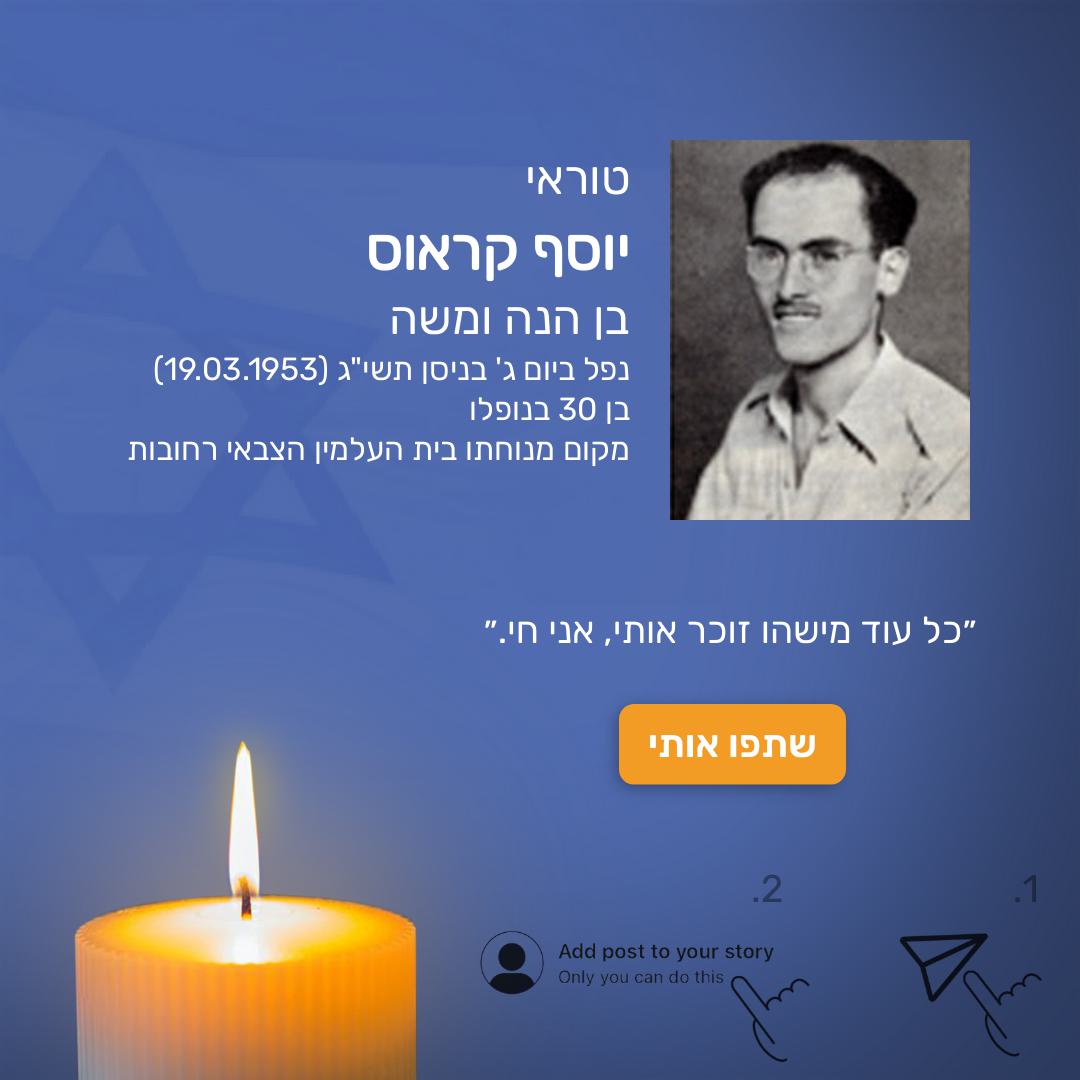 טוראי
יוסף קראוס
בן הנה ומשה
נפל ביום ג' בניסן תשי"ג (19.03.1953)
בן 30 בנופלו
מקום מנוחתו בית העלמין הצבאי רחובות
"כל עוד מישהו זוכר אותי, אני חי."
שתפו אותי
1.
2.
Add post to your story
Only you can do this